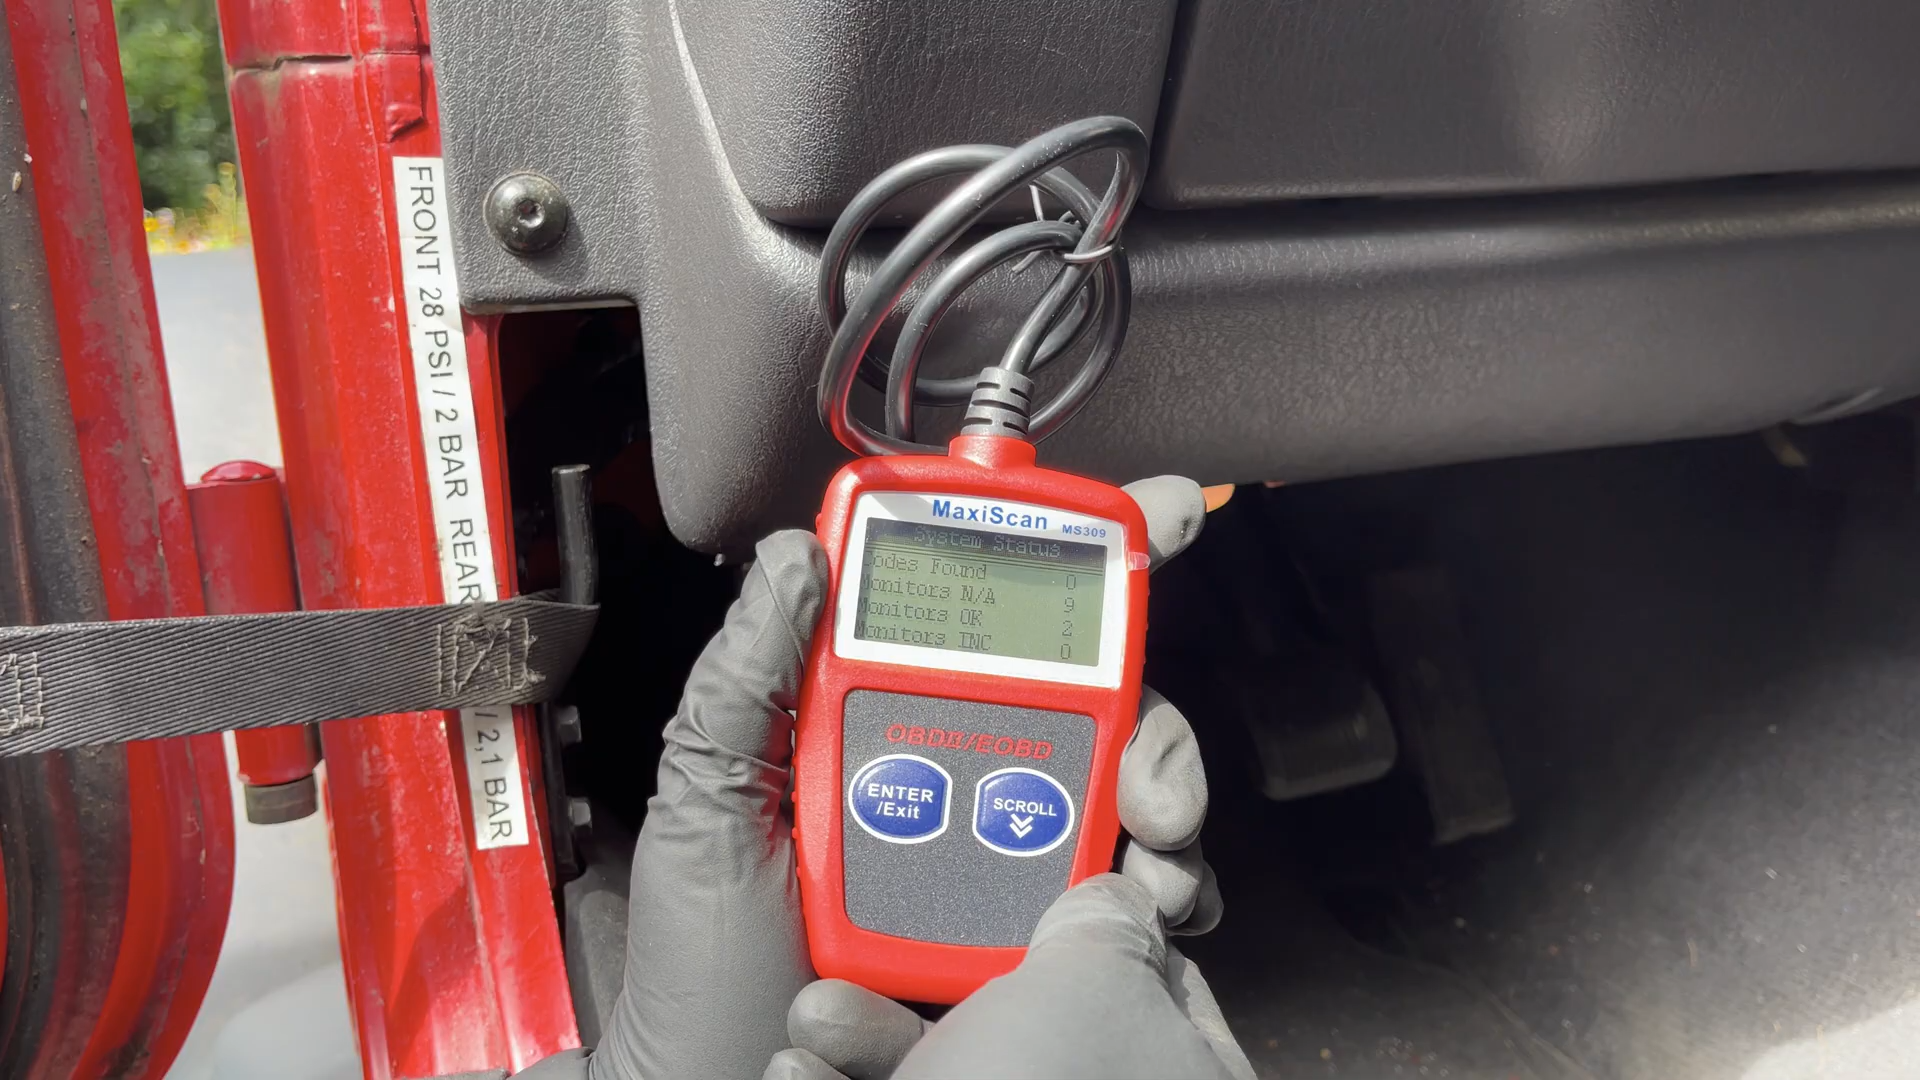 FRONT 28 PSI / 2 BAR REAR / 2,1 BAR
MaxiScan MS309
System Status
Codes Found 0
Monitors N/A 9
Monitors OK 2
Monitors INC 0
OBDII/EOBD
ENTER
/Exit
SCROLL